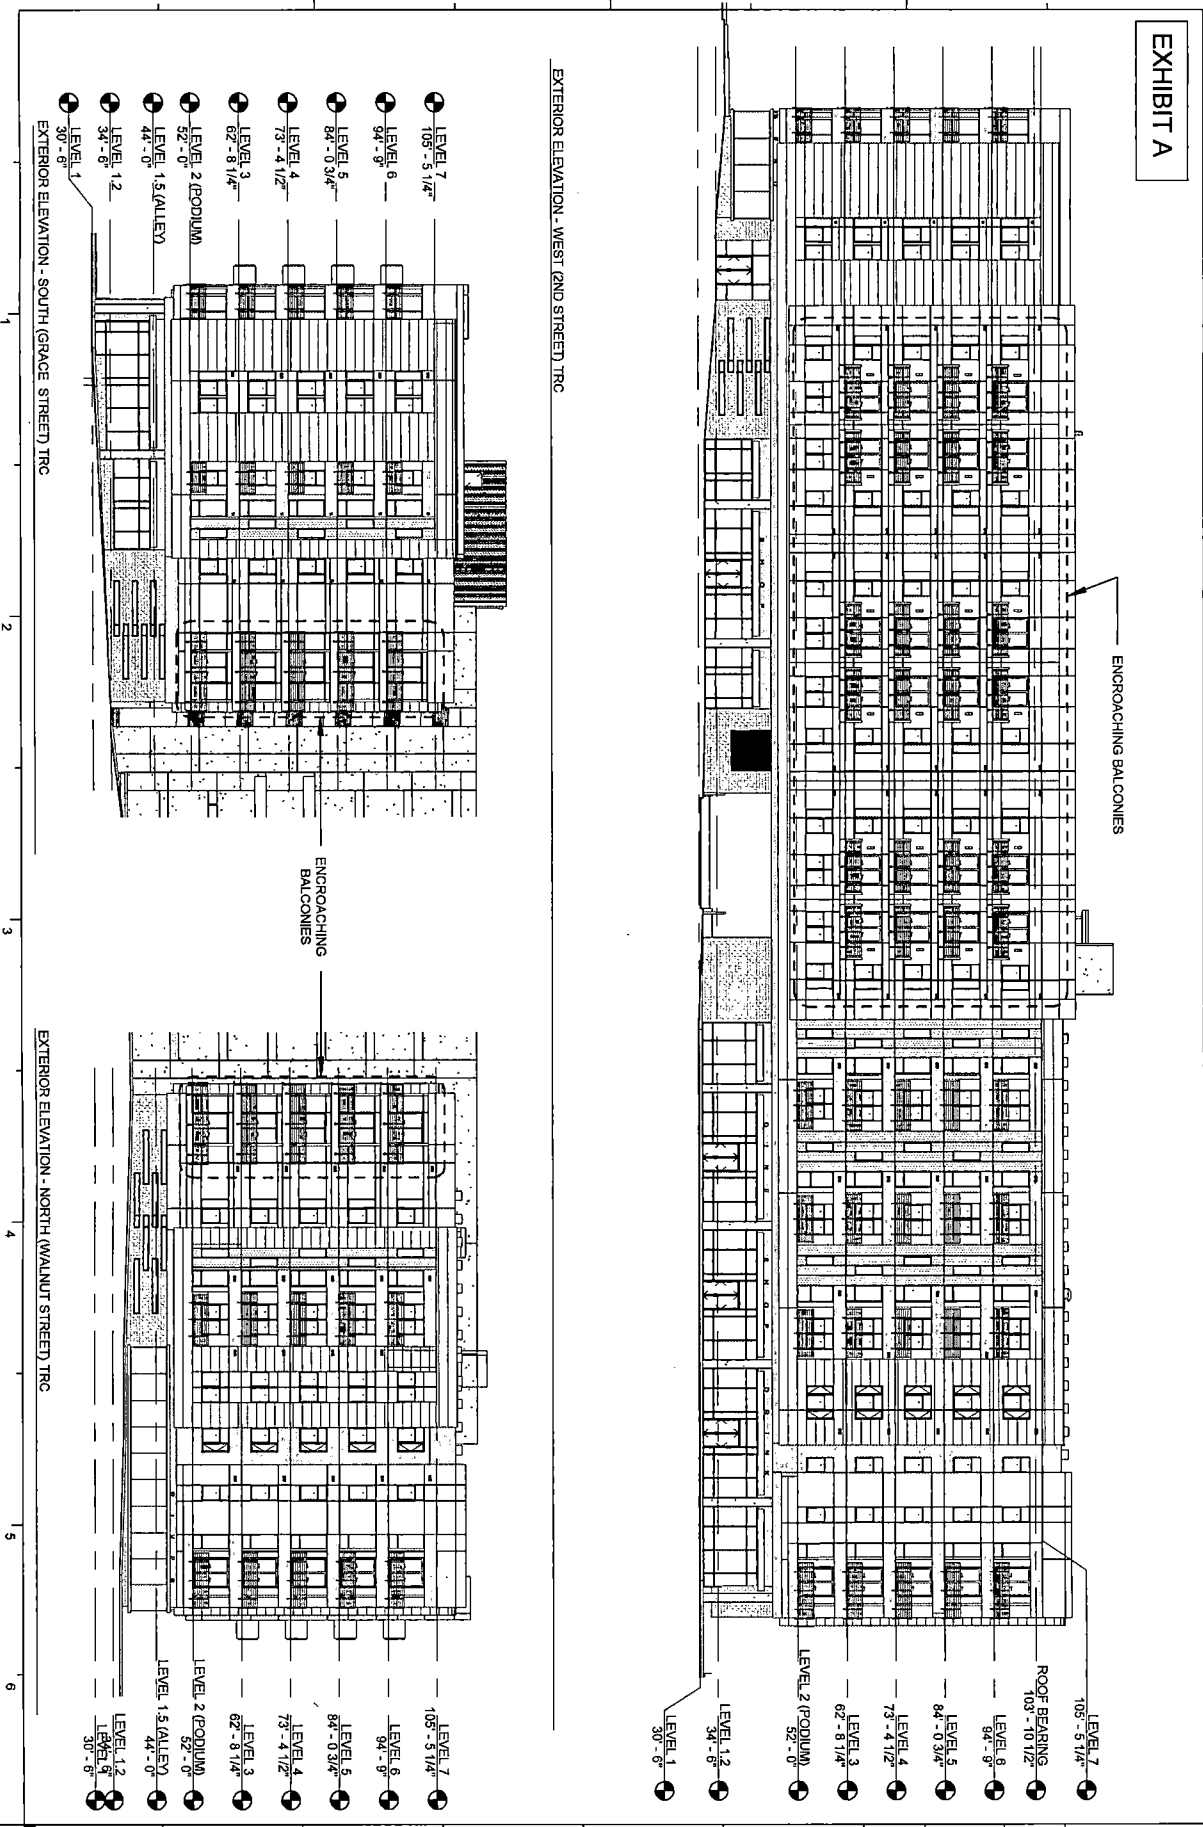 EXHIBIT A
ENCROACHING BALCONIES
LEVEL 7
105' - 5 1/4"
ROOF BEARING
103' - 10 1/2"
LEVEL 6
94' - 9"
LEVEL 5
84' - 0 3/4"
LEVEL 4
73' - 4 1/2"
LEVEL 3
62' - 8 1/4"
LEVEL 2 (PODIUM)
52' - 0"
LEVEL 1.2
34' - 6"
LEVEL 1
30' - 6"
SHOP
DINE SHOP DRINK
EXTERIOR ELEVATION - WEST (2ND STREET) TRC
LEVEL 7
105' - 5 1/4"
LEVEL 6
94' - 9"
LEVEL 5
84' - 0 3/4"
LEVEL 4
73' - 4 1/2"
LEVEL 3
62' - 8 1/4"
LEVEL 2 (PODIUM)
52' - 0"
LEVEL 1.5 (ALLEY)
44' - 0"
LEVEL 1.2
34' - 6"
LEVEL 1
30' - 6"
EXTERIOR ELEVATION - SOUTH (GRACE STREET) TRC
ENCROACHING
BALCONIES
LEVEL 7
105' - 5 1/4"
LEVEL 6
94' - 9"
LEVEL 5
84' - 0 3/4"
LEVEL 4
73' - 4 1/2"
LEVEL 3
62' - 8 1/4"
LEVEL 2 (PODIUM)
52' - 0"
LEVEL 1.5 (ALLEY)
44' - 0"
LEVEL 1.2
34' - 6"
LEVEL 1
30' - 6"
EXTERIOR ELEVATION - NORTH (WALNUT STREET) TRC
1
2
3
4
5
6